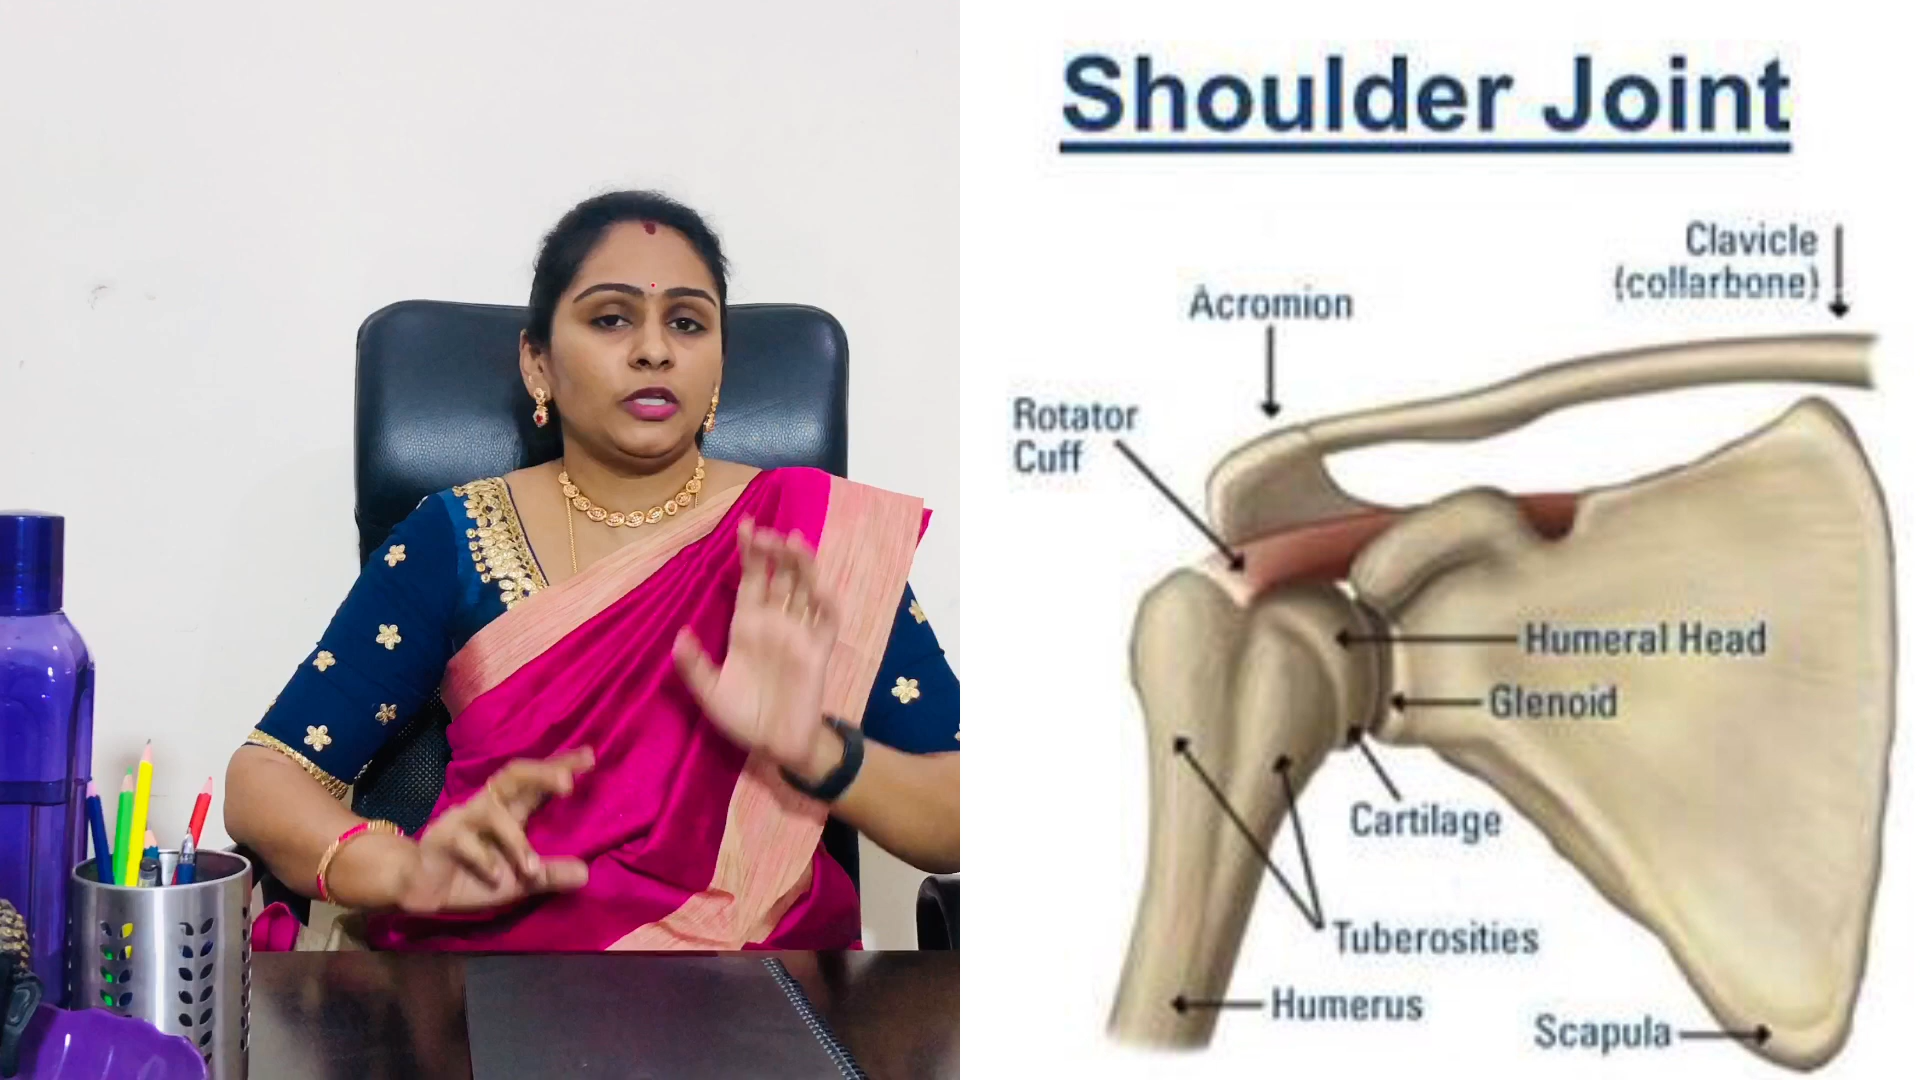 Shoulder Joint
Clavicle
(collarbone)
Acromion
Rotator
Cuff
Humeral Head
Glenoid
Cartilage
Tuberosities
Humerus
Scapula